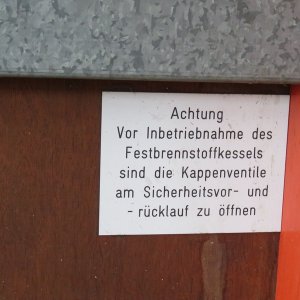 Achtung
Vor Inbetriebnahme des
Festbrennstoffkessels
sind die Kappenventile
am Sicherheitsvor- und
-rücklauf zu öffnen